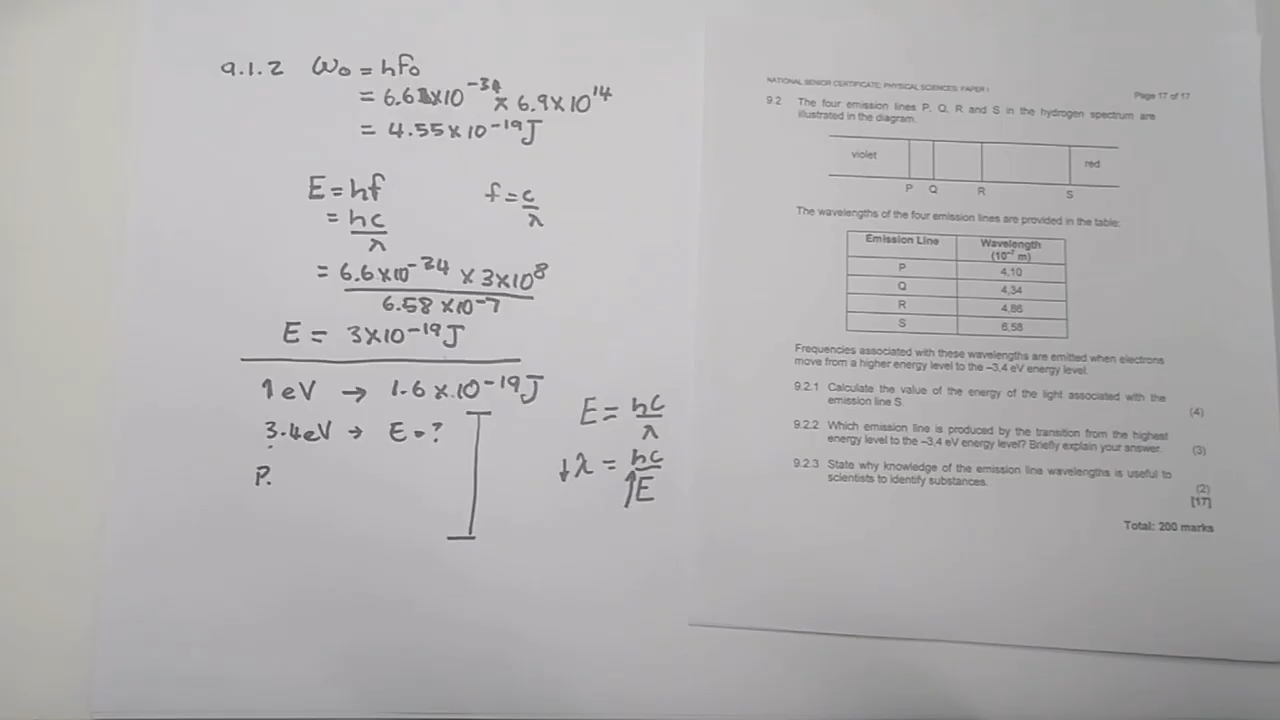 9.1.2 W₀ = hf₀
= 6.63×10⁻³⁴ × 6.9×10¹⁴
= 4.55×10⁻¹⁹J
E = hf
f = c/λ
= hc/λ
= 6.6×10⁻³⁴ × 3×10⁸
6.58×10⁻⁷
E = 3×10⁻¹⁹J
1eV → 1.6×10⁻¹⁹J
3.4eV → E = ?
P.
E = hc/λ
↓λ = hc/↑E
NATIONAL SENIOR CERTIFICATE: PHYSICAL SCIENCES: PAPER I
Page 17 of 17
9.2 The four emission lines P, Q, R and S in the hydrogen spectrum are
illustrated in the diagram.
violet
red
P Q R S
The wavelengths of the four emission lines are provided in the table:
Emission Line Wavelength
(10⁻⁷ m)
P 4,10
Q 4,34
R 4,86
S 6,58
Frequencies associated with these wavelengths are emitted when electrons
move from a higher energy level to the –3,4 eV energy level.
9.2.1 Calculate the value of the energy of the light associated with the
emission line S.
(4)
9.2.2 Which emission line is produced by the transition from the highest
energy level to the –3,4 eV energy level? Briefly explain your answer.
(3)
9.2.3 State why knowledge of the emission line wavelengths is useful to
scientists to identify substances.
(2)
[17]
Total: 200 marks